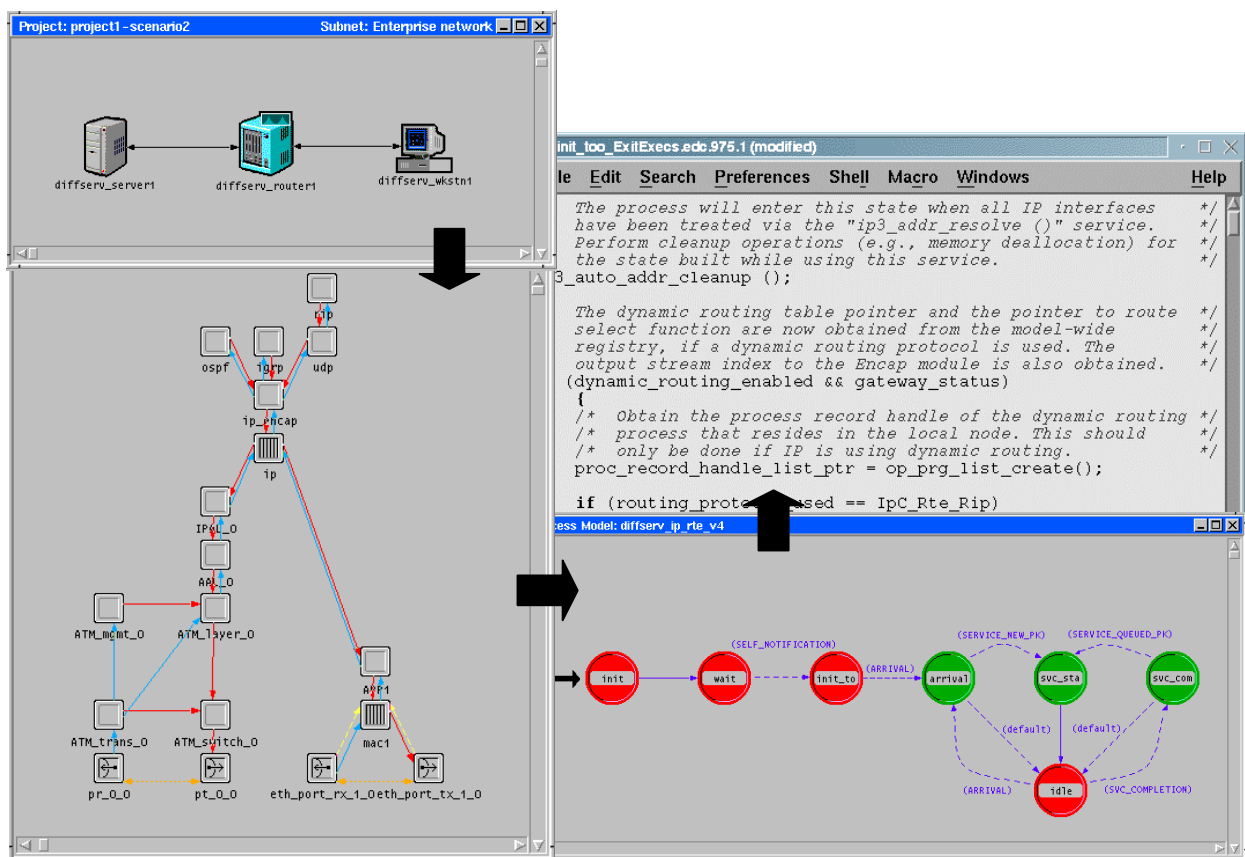 Project: project1-scenario2 Subnet: Enterprise network
diffserv_server1
diffserv_router1
diffserv_wkstn1
init_too_ExitExecs.edo.975.1 (modified)
le Edit Search Preferences Shell Macro Windows Help
The process will enter this state when all IP interfaces */
have been treated via the "ip3_addr_resolve ()" service. */
Perform cleanup operations (e.g., memory deallocation) for */
the state built while using this service. */
3_auto_addr_cleanup ();
The dynamic routing table pointer and the pointer to route */
select function are now obtained from the model-wide */
registry, if a dynamic routing protocol is used. The */
output stream index to the Encap module is also obtained. */
(dynamic_routing_enabled && gateway_status)
{
/* Obtain the process record handle of the dynamic routing */
/* process that resides in the local node. This should */
/* only be done if IP is using dynamic routing. */
proc_record_handle_list_ptr = op_prg_list_create();
if (routing_protocol_used == IpC_Rte_Rip)
rip
ospf
igrp
udp
ip_encap
ip
AAL_0
ATM_mgmt_0
ATM_layer_0
ATM_trans_0
ATM_switch_0
pr_0_0
pt_0_0
mac1
eth_port_rx_1_0
eth_port_tx_1_0
ess Model: diffserv_ip_rte_v4
init
wait
(SELF_NOTIFICATION)
init_to
(ARRIVAL)
arrival
(SERVICE_NEW_PK)
svc_sta
(SERVICE_QUEUED_PK)
svc_com
(default)
(default)
(ARRIVAL)
idle
(SVC_COMPLETION)